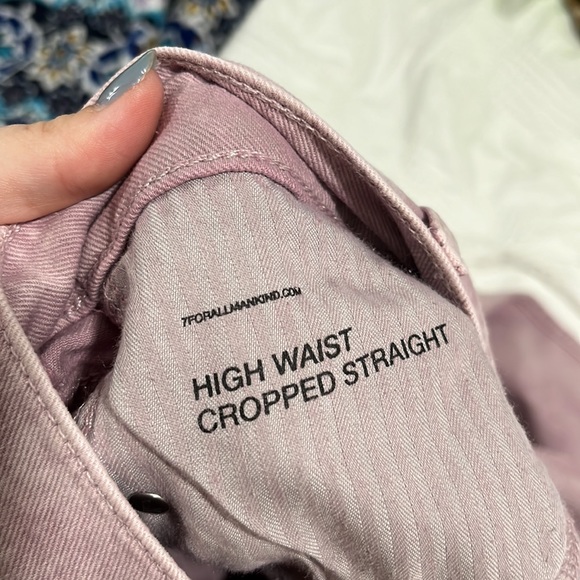 7FORALLMANKIND.COM
HIGH WAIST
CROPPED STRAIGHT